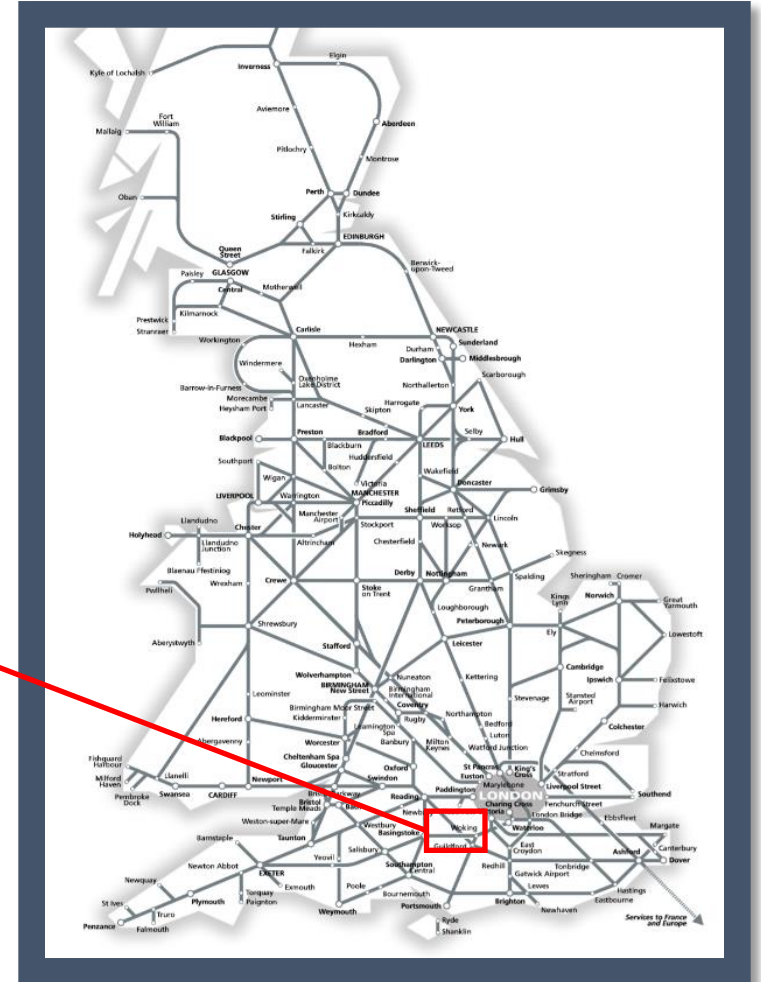 Elgin
Inverness
Kyle of Lochalsh
Aviemore
Fort
William
Mallaig
Aberdeen
Pitlochry
Montrose
Perth
Dundee
Oban
Stirling
Kirkcaldy
EDINBURGH
Queen
Street
Falkirk
Berwick-
upon-Tweed
Paisley
GLASGOW
Central
Motherwell
Prestwick
Kilmarnock
Stranraer
Carlisle
NEWCASTLE
Workington
Hexham
Sunderland
Durham
Darlington
Middlesbrough
Windermere
Scarborough
Oxenholme
Lake District
Barrow-in-Furness
Northallerton
Morecambe
Heysham Port
Lancaster
Harrogate
Skipton
York
Blackpool
Preston
Bradford
Selby
Hull
Blackburn
LEEDS
Southport
Huddersfield
Bolton
Wakefield
Wigan
Victoria
Doncaster
MANCHESTER
Piccadilly
LIVERPOOL
Warrington
Grimsby
Manchester
Airport
Sheffield
Retford
Lincoln
Llandudno
Stockport
Worksop
Holyhead
Chester
Llandudno
Junction
Altrincham
Chesterfield
Newark
Skegness
Blaenau Ffestiniog
Wrexham
Crewe
Derby
Nottingham
Sheringham
Cromer
Pwllheli
Stoke
on Trent
Grantham
Spalding
Kings
Lynn
Norwich
Great
Yarmouth
Loughborough
Peterborough
Shrewsbury
Ely
Lowestoft
Aberystwyth
Stafford
Leicester
Cambridge
Wolverhampton
Nuneaton
Kettering
BIRMINGHAM
New Street
Birmingham
International
Ipswich
Felixstowe
Leominster
Stevenage
Stansted
Airport
Birmingham Moor Street
Coventry
Harwich
Kidderminster
Rugby
Northampton
Hereford
Leamington
Spa
Bedford
Colchester
Abergavenny
Worcester
Banbury
Milton
Keynes
Luton
Watford Junction
Chelmsford
Cheltenham Spa
Fishguard
Harbour
Gloucester
Oxford
St Pancras
King's
Cross
Euston
Stratford
Milford
Haven
Llanelli
Newport
Swindon
Marylebone
Liverpool Street
Paddington
LONDON
Pembroke
Dock
Swansea
CARDIFF
Parkway
Reading
Southend
Bristol
Temple Meads
Charing Cross
Fenchurch Street
London Bridge
Ebbsfleet
Weston-super-Mare
Westbury
Woking
Waterloo
Margate
Barnstaple
Taunton
Basingstoke
Guildford
East
Croydon
Canterbury
Salisbury
Redhill
Tonbridge
Ashford
Dover
Newton Abbot
Yeovil
Southampton
Central
Gatwick Airport
EXETER
Newquay
Exmouth
Poole
Lewes
Hastings
Torquay
Paignton
Bournemouth
Eastbourne
St Ives
Plymouth
Weymouth
Portsmouth
Brighton
Newhaven
Truro
Penzance
Falmouth
Ryde
Shanklin
Services to France
and Europe